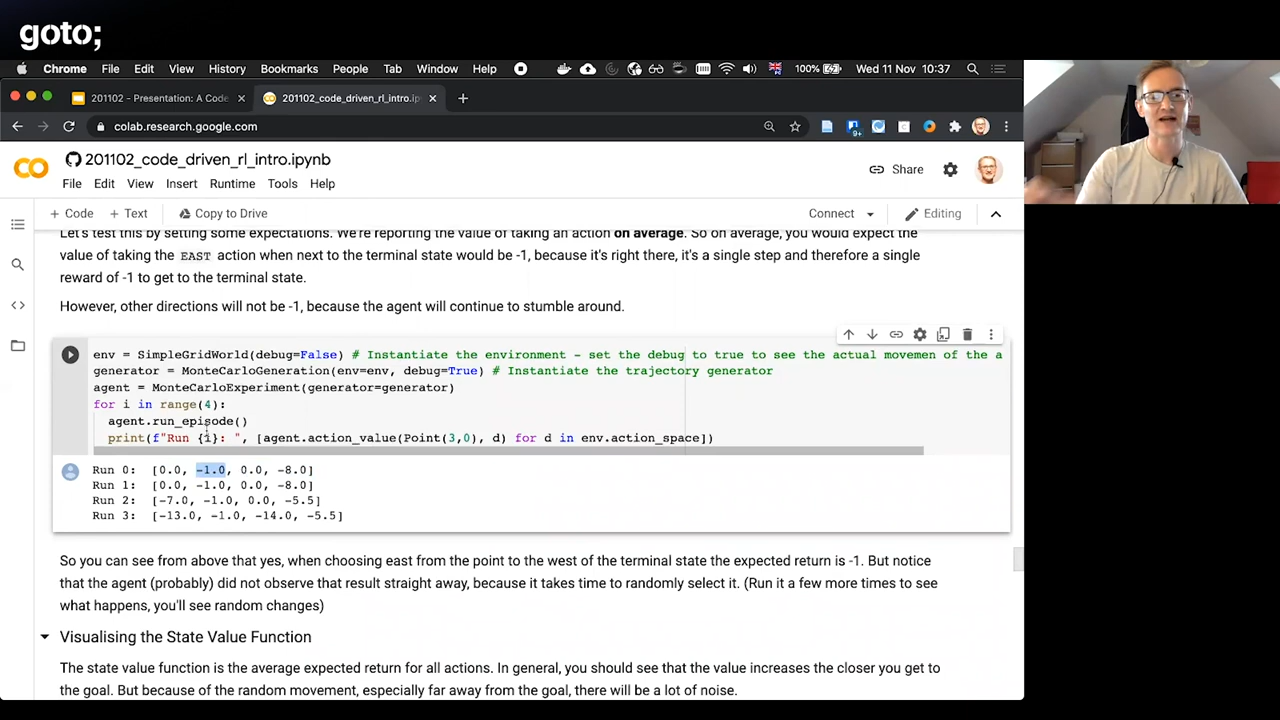 goto;
Chrome File Edit View History Bookmarks People Tab Window Help 100% Wed 11 Nov 10:37
201102 - Presentation: A Code
201102_code_driven_rl_intro.ip
colab.research.google.com
9+
201102_code_driven_rl_intro.ipynb
Share
File Edit View Insert Runtime Tools Help
+ Code + Text Copy to Drive Connect Editing
Let's test this by setting some expectations. We're reporting the value of taking an action on average. So on average, you would expect the
value of taking the EAST action when next to the terminal state would be -1, because it's right there, it's a single step and therefore a single
reward of -1 to get to the terminal state.
However, other directions will not be -1, because the agent will continue to stumble around.
env = SimpleGridWorld(debug=False) # Instantiate the environment - set the debug to true to see the actual movemen of the a
generator = MonteCarloGeneration(env=env, debug=True) # Instantiate the trajectory generator
agent = MonteCarloExperiment(generator=generator)
for i in range(4):
agent.run_episode()
print(f"Run {i}: ", [agent.action_value(Point(3,0), d) for d in env.action_space])
Run 0: [0.0, -1.0, 0.0, -8.0]
Run 1: [0.0, -1.0, 0.0, -8.0]
Run 2: [-7.0, -1.0, 0.0, -5.5]
Run 3: [-13.0, -1.0, -14.0, -5.5]
So you can see from above that yes, when choosing east from the point to the west of the terminal state the expected return is -1. But notice
that the agent (probably) did not observe that result straight away, because it takes time to randomly select it. (Run it a few more times to see
what happens, you'll see random changes)
Visualising the State Value Function
The state value function is the average expected return for all actions. In general, you should see that the value increases the closer you get to
the goal. But because of the random movement, especially far away from the goal, there will be a lot of noise.